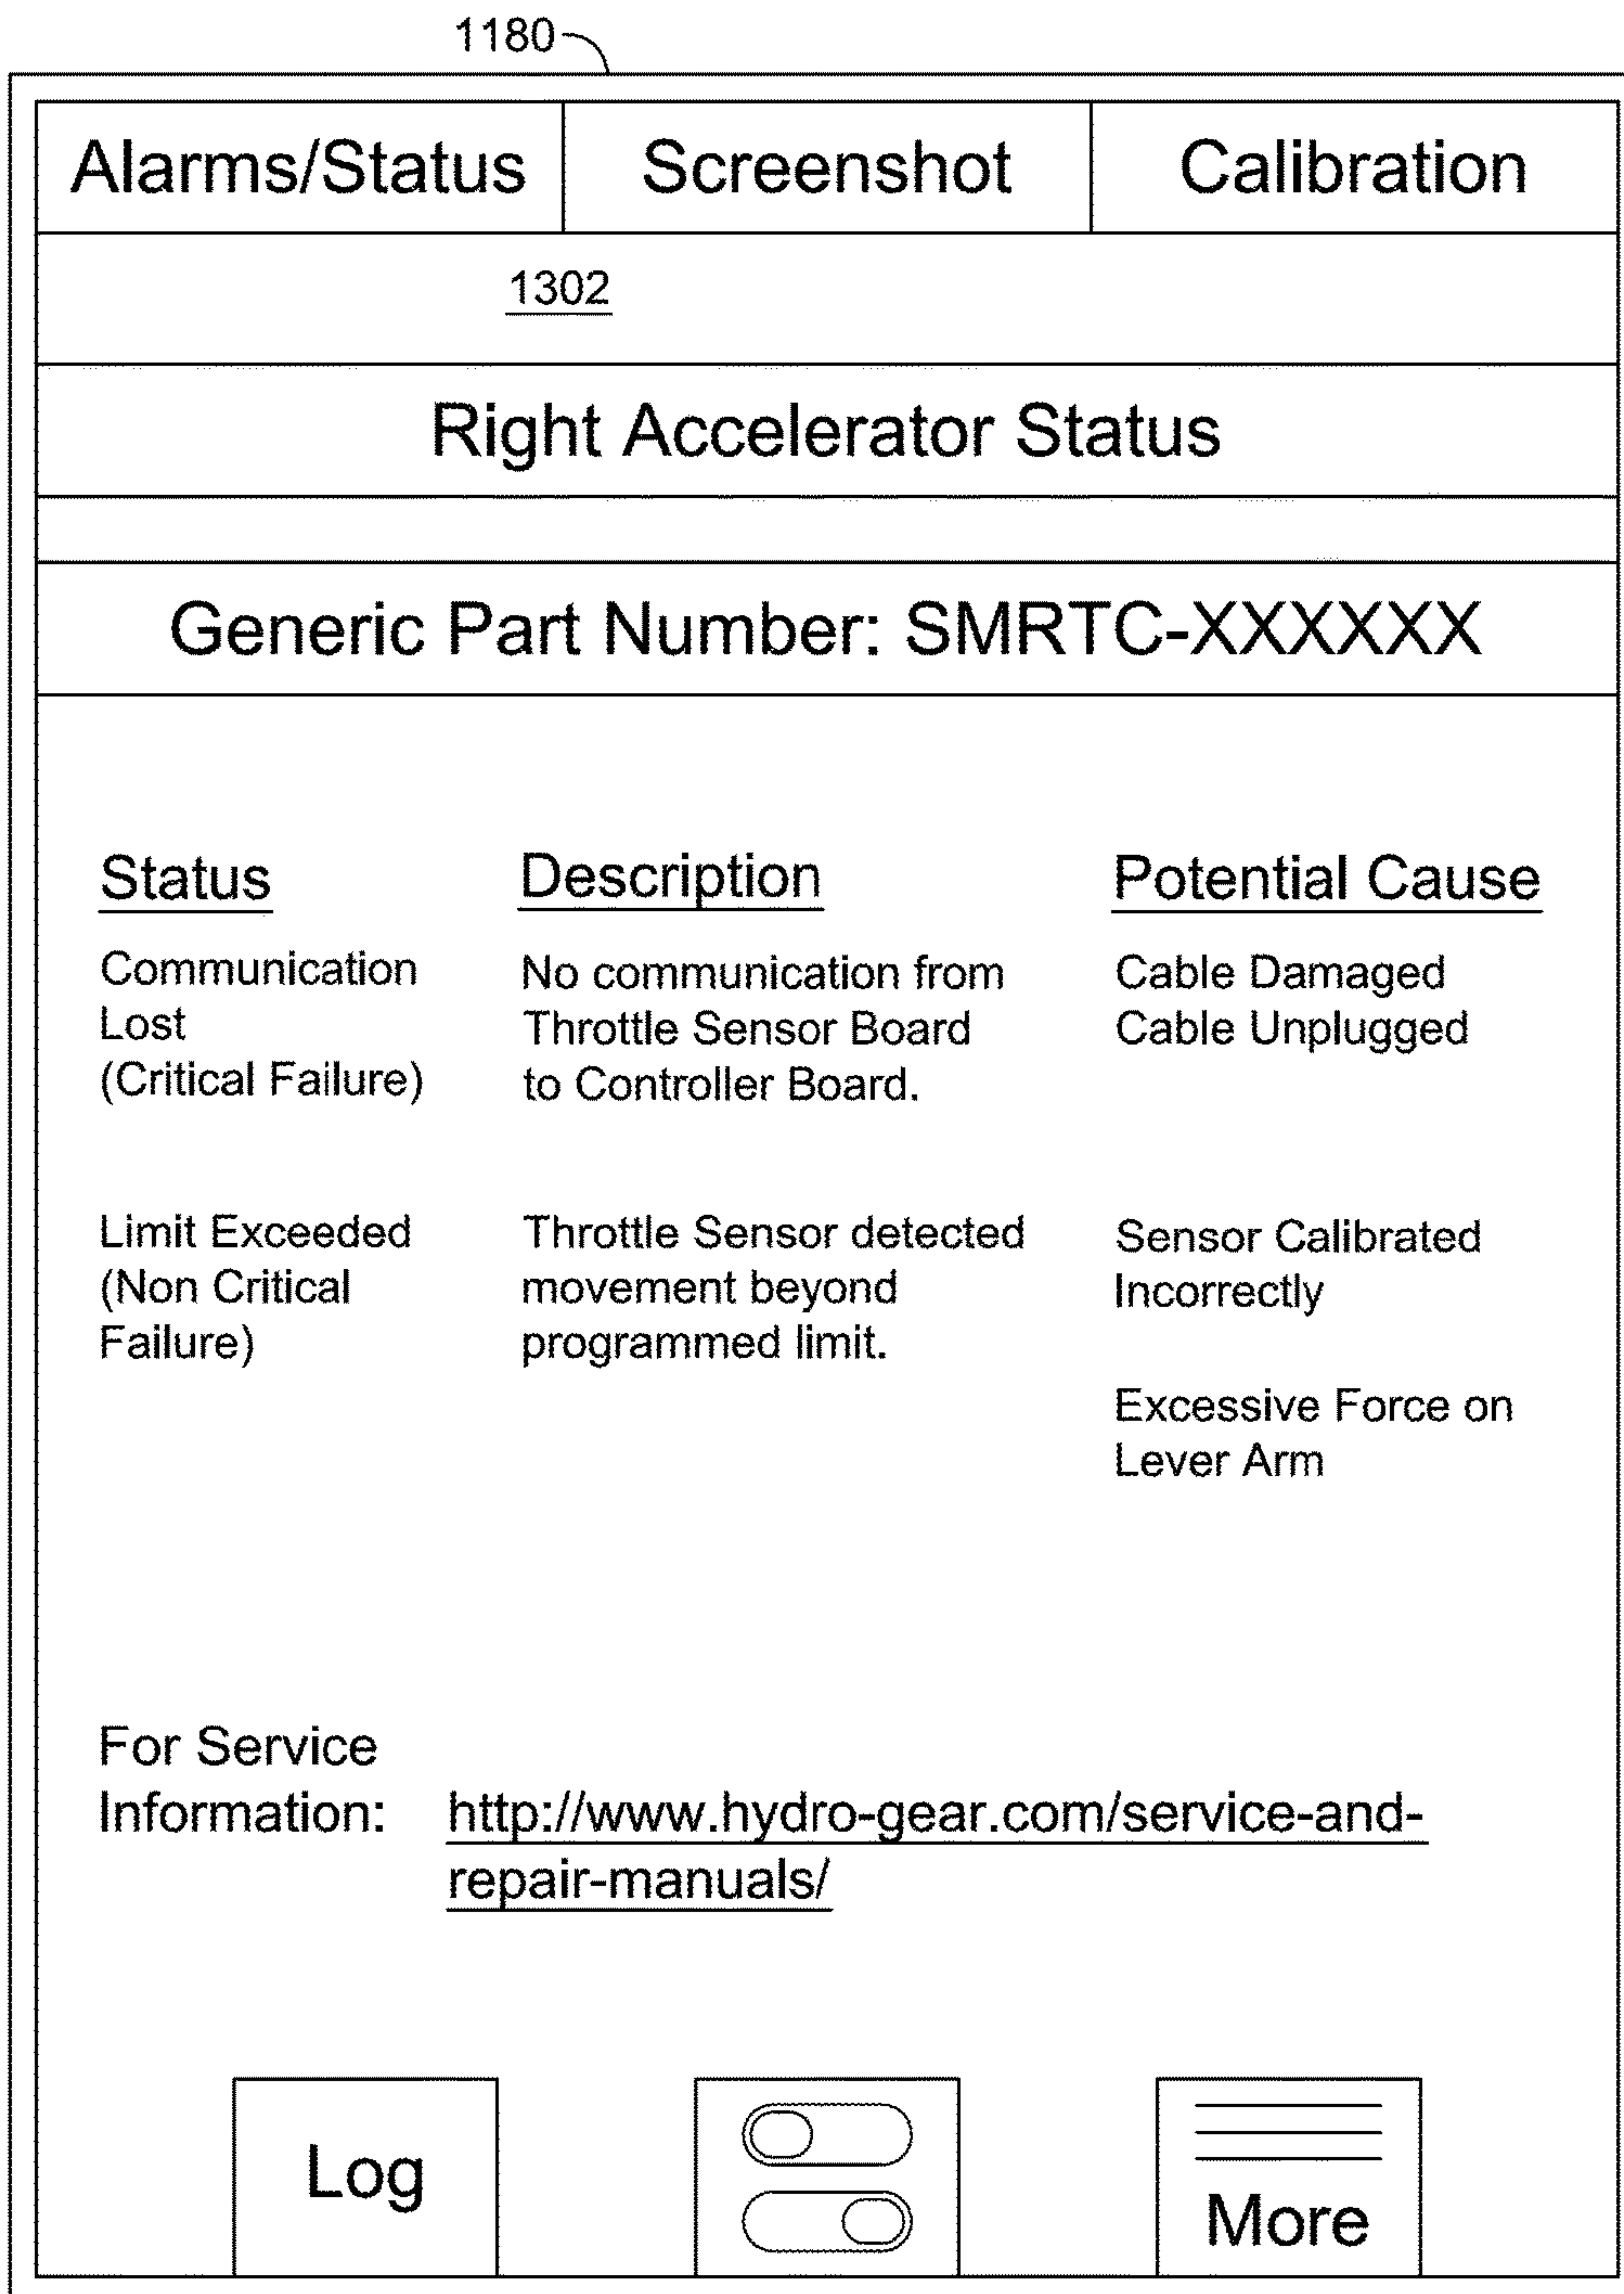 1180
Alarms/Status Screenshot Calibration
1302
Right Accelerator Status
Generic Part Number: SMRTC-XXXXXX
Status Description Potential Cause
Communication No communication from Cable Damaged
Lost Throttle Sensor Board Cable Unplugged
(Critical Failure) to Controller Board.
Limit Exceeded Throttle Sensor detected Sensor Calibrated
(Non Critical movement beyond Incorrectly
Failure) programmed limit.
Excessive Force on
Lever Arm
For Service
Information: http://www.hydro-gear.com/service-and-
repair-manuals/
Log More